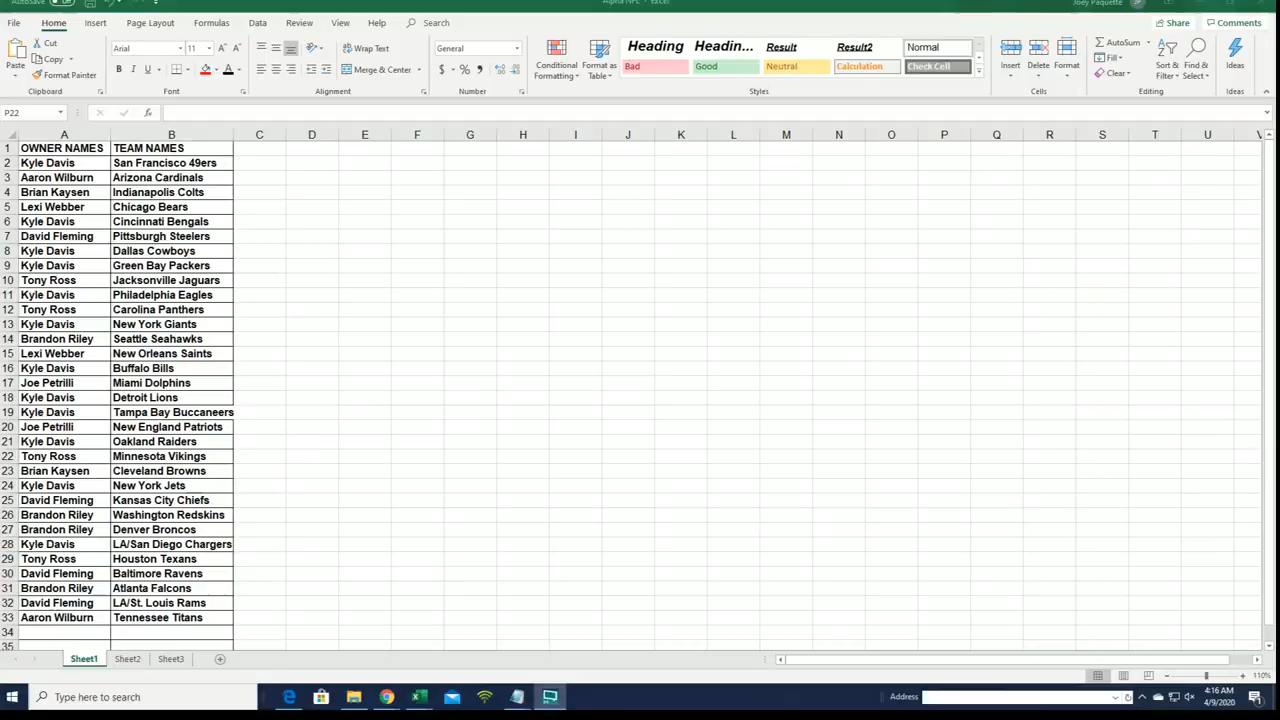 AutoSave Off Alpha NFL - Excel Joey Paquette JP
File Home Insert Page Layout Formulas Data Review View Help Search Share Comments
Paste Cut Copy Format Painter Clipboard
Arial 11 B I U A Font
Wrap Text Merge & Center Alignment
General $ % Number
Conditional Formatting Format as Table
Heading Headin... Result Result2 Normal
Bad Good Neutral Calculation Check Cell
Styles
Insert Delete Format Cells
AutoSum Fill Clear Sort & Filter Find & Select Editing
Ideas Ideas
P22 fx
A B C D E F G H I J K L M N O P Q R S T U V
1 OWNER NAMES TEAM NAMES
2 Kyle Davis San Francisco 49ers
3 Aaron Wilburn Arizona Cardinals
4 Brian Kaysen Indianapolis Colts
5 Lexi Webber Chicago Bears
6 Kyle Davis Cincinnati Bengals
7 David Fleming Pittsburgh Steelers
8 Kyle Davis Dallas Cowboys
9 Kyle Davis Green Bay Packers
10 Tony Ross Jacksonville Jaguars
11 Kyle Davis Philadelphia Eagles
12 Tony Ross Carolina Panthers
13 Kyle Davis New York Giants
14 Brandon Riley Seattle Seahawks
15 Lexi Webber New Orleans Saints
16 Kyle Davis Buffalo Bills
17 Joe Petrilli Miami Dolphins
18 Kyle Davis Detroit Lions
19 Kyle Davis Tampa Bay Buccaneers
20 Joe Petrilli New England Patriots
21 Kyle Davis Oakland Raiders
22 Tony Ross Minnesota Vikings
23 Brian Kaysen Cleveland Browns
24 Kyle Davis New York Jets
25 David Fleming Kansas City Chiefs
26 Brandon Riley Washington Redskins
27 Brandon Riley Denver Broncos
28 Kyle Davis LA/San Diego Chargers
29 Tony Ross Houston Texans
30 David Fleming Baltimore Ravens
31 Brandon Riley Atlanta Falcons
32 David Fleming LA/St. Louis Rams
33 Aaron Wilburn Tennessee Titans
34
35
Sheet1 Sheet2 Sheet3
110%
Type here to search Address 4:16 AM
4/9/2020